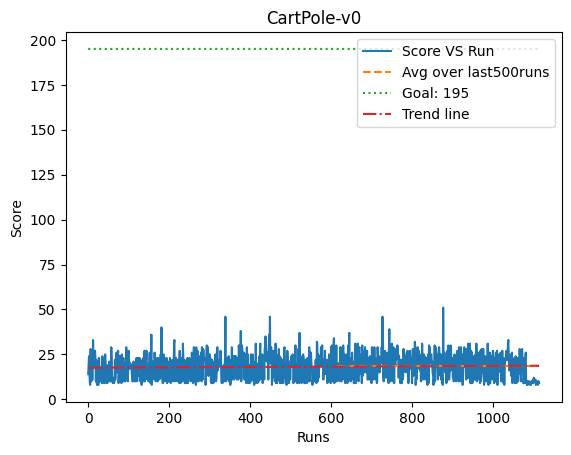 CartPole-v0
200
175
150
125
100
75
50
25
0
Score
Score VS Run
Avg over last500runs
Goal: 195
Trend line
0 200 400 600 800 1000
Runs